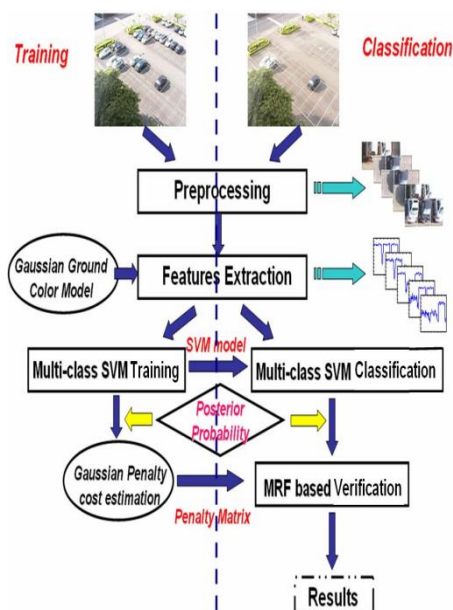 Training
Classification
Preprocessing
Gaussian Ground
Color Model
Features Extraction
SVM model
Multi-class SVM Training
Multi-class SVM Classification
Posterior
Probability
Gaussian Penalty
cost estimation
MRF based Verification
Penalty Matrix
Results